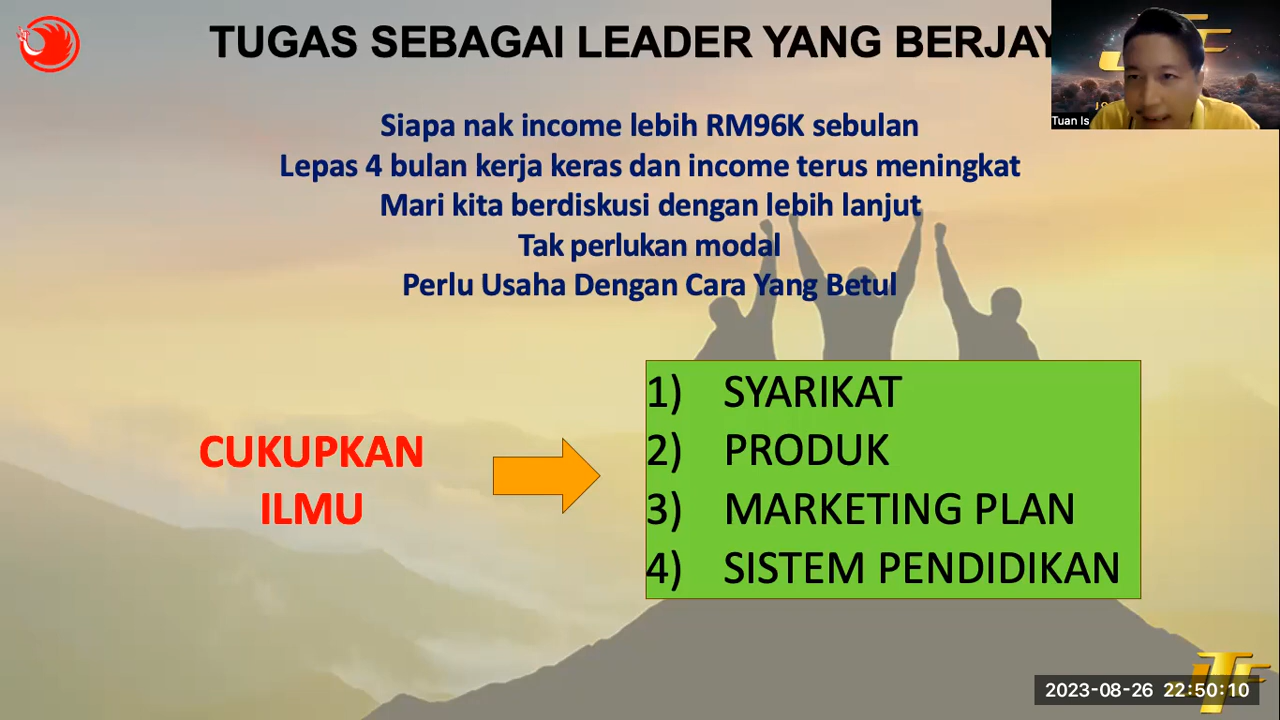 TUGAS SEBAGAI LEADER YANG BERJAY
Siapa nak income lebih RM96K sebulan
Lepas 4 bulan kerja keras dan income terus meningkat
Mari kita berdiskusi dengan lebih lanjut
Tak perlukan modal
Perlu Usaha Dengan Cara Yang Betul
CUKUPKAN
ILMU
1) SYARIKAT
2) PRODUK
3) MARKETING PLAN
4) SISTEM PENDIDIKAN
Tuan Is
2023-08-26 22:50:10